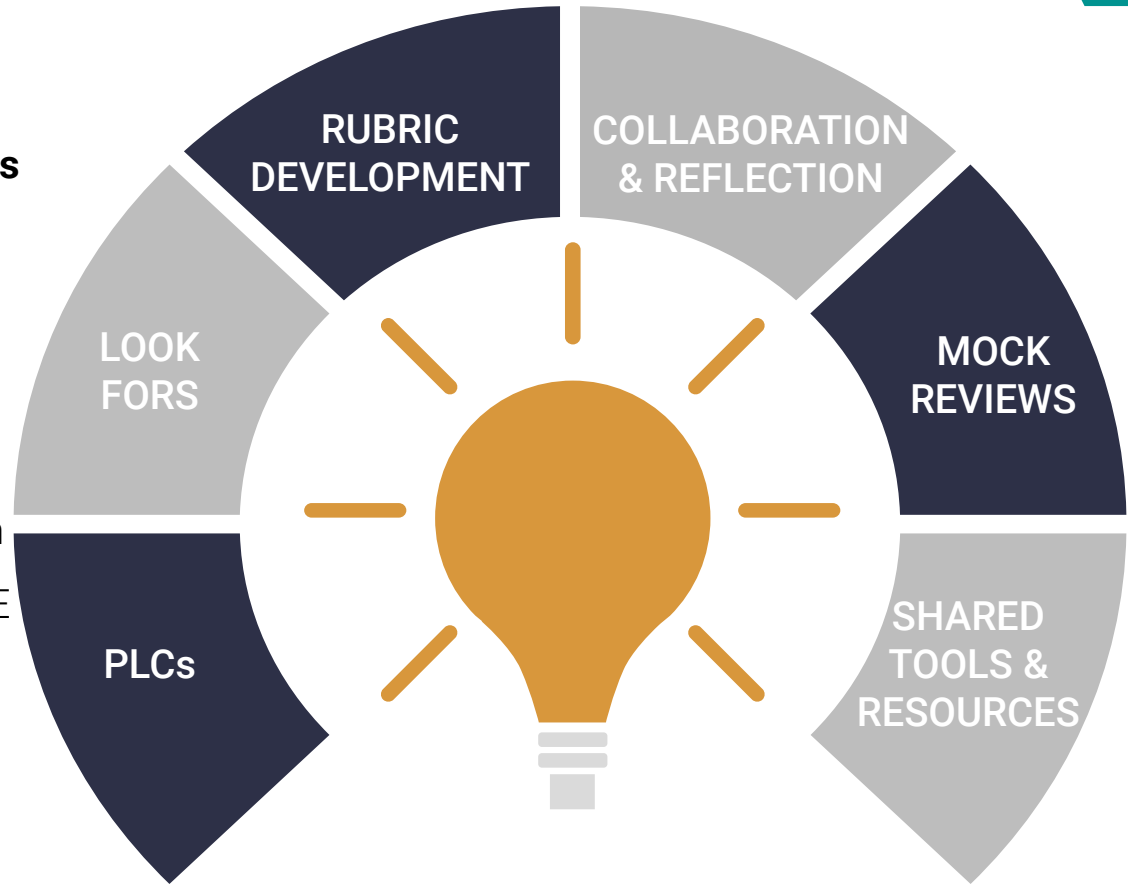 RUBRIC
DEVELOPMENT
COLLABORATION
& REFLECTION
s
LOOK
FORS
MOCK
REVIEWS
E
PLCs
SHARED
TOOLS &
RESOURCES